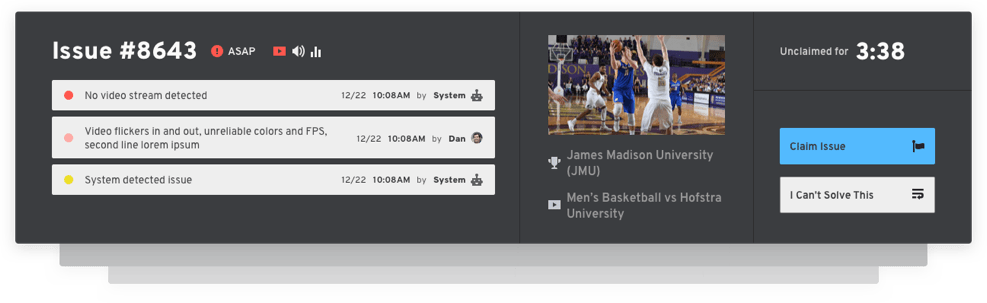 Issue #8643
ASAP
No video stream detected
12/22 10:08AM by System
Video flickers in and out, unreliable colors and FPS,
second line lorem ipsum
12/22 10:08AM by Dan
System detected issue
12/22 10:08AM by System
James Madison University
(JMU)
Men's Basketball vs Hofstra
University
Unclaimed for 3:38
Claim Issue
I Can't Solve This